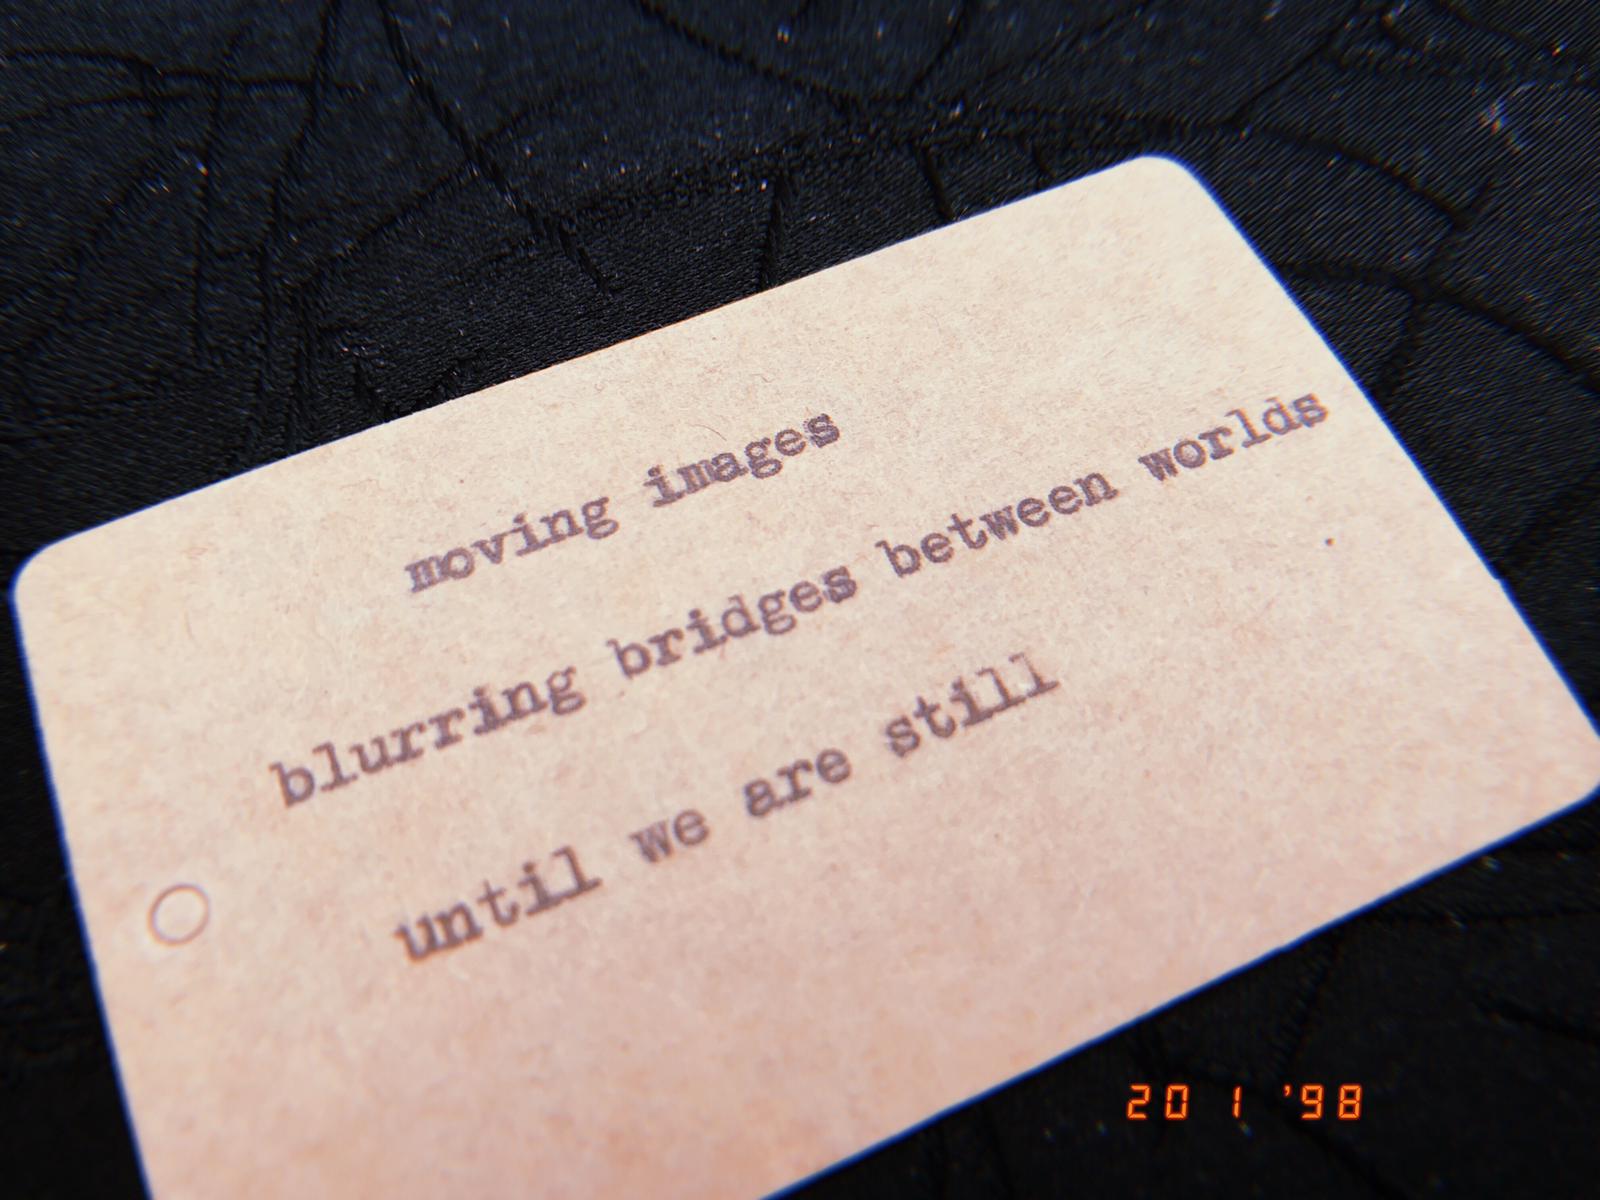 moving images
blurring bridges between worlds
until we are still
20 1 '98